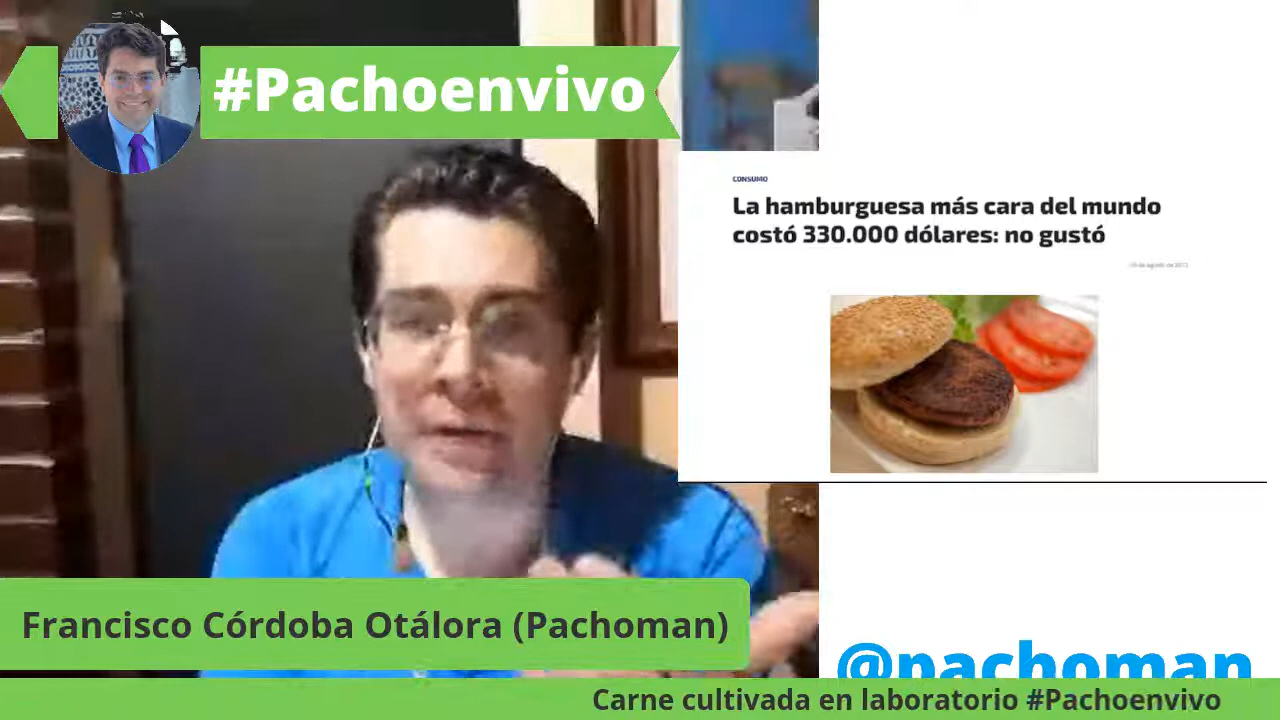 #Pachoenvivo
CONSUMO
La hamburguesa más cara del mundo
costó 330.000 dólares: no gustó
Francisco Córdoba Otálora (Pachoman)
@pachoman
Carne cultivada en laboratorio #Pachoenvivo